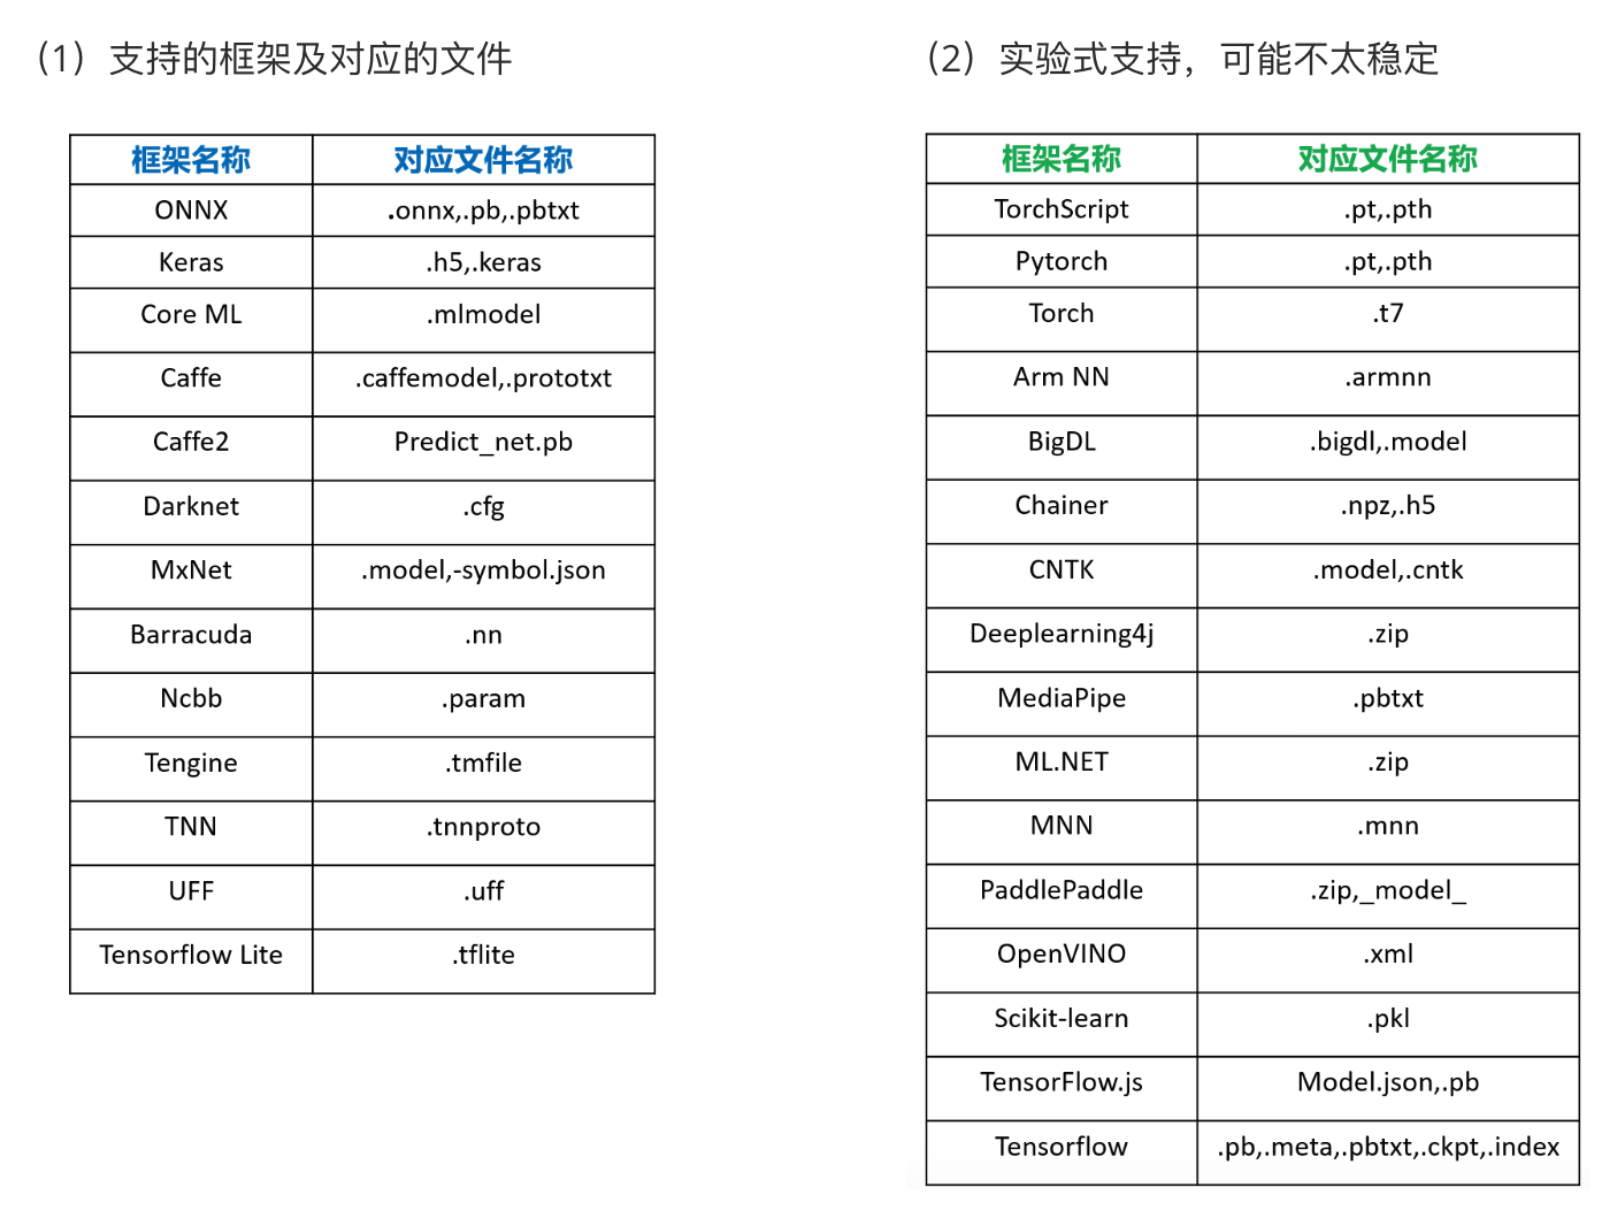 （1）支持的框架及对应的文件
框架名称 对应文件名称
ONNX .onnx,.pb,.pbtxt
Keras .h5,.keras
Core ML .mlmodel
Caffe .caffemodel,.prototxt
Caffe2 Predict_net.pb
Darknet .cfg
MxNet .model,-symbol.json
Barracuda .nn
Ncbb .param
Tengine .tmfile
TNN .tnnproto
UFF .uff
Tensorflow Lite .tflite
（2）实验式支持，可能不太稳定
框架名称 对应文件名称
TorchScript .pt,.pth
Pytorch .pt,.pth
Torch .t7
Arm NN .armnn
BigDL .bigdl,.model
Chainer .npz,.h5
CNTK .model,.cntk
Deeplearning4j .zip
MediaPipe .pbtxt
ML.NET .zip
MNN .mnn
PaddlePaddle .zip,_model_
OpenVINO .xml
Scikit-learn .pkl
TensorFlow.js Model.json,.pb
Tensorflow .pb,.meta,.pbtxt,.ckpt,.index